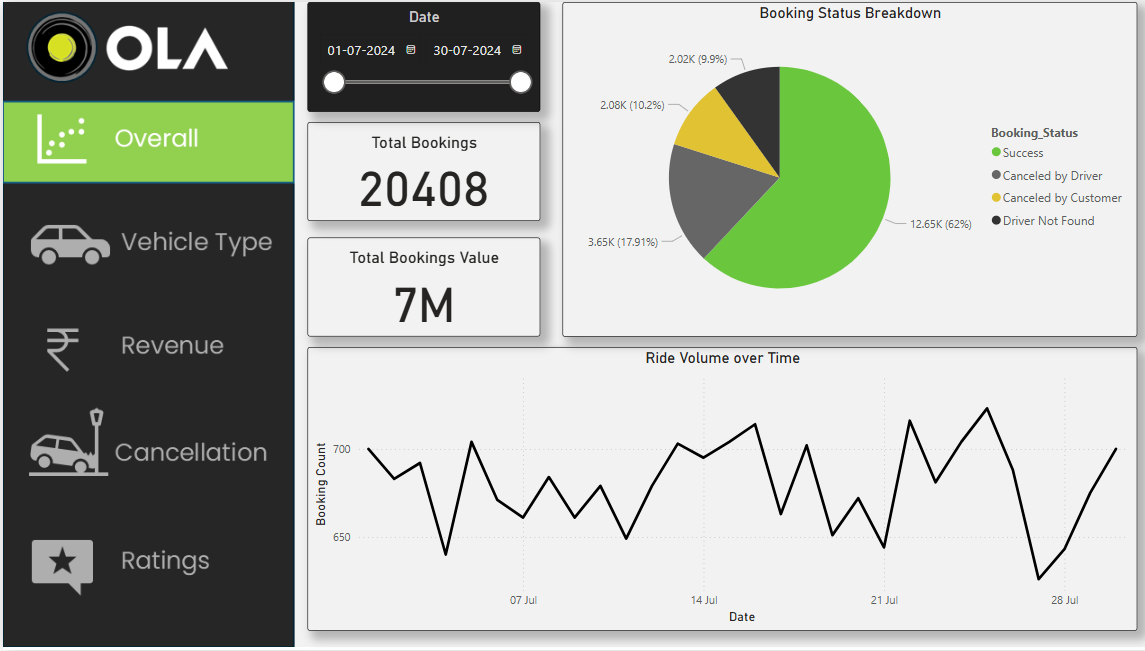 OLA
Overall
Vehicle Type
Revenue
Cancellation
Ratings
Date
01-07-2024 30-07-2024
Total Bookings
20408
Total Bookings Value
7M
Booking Status Breakdown
2.02K (9.9%)
2.08K (10.2%)
3.65K (17.91%)
12.65K (62%)
Booking_Status
Success
Canceled by Driver
Canceled by Customer
Driver Not Found
Ride Volume over Time
Booking Count
700
650
07 Jul 14 Jul 21 Jul 28 Jul
Date